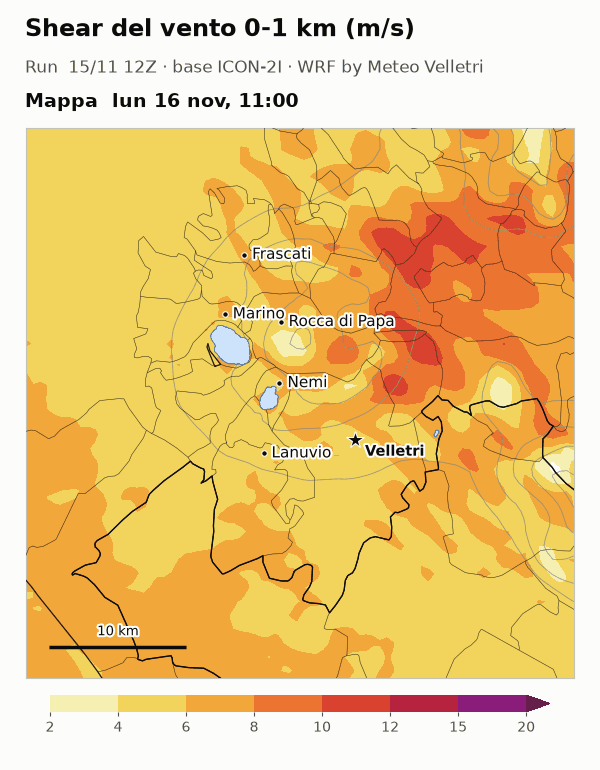 Shear del vento 0-1 km (m/s)
Run  15/11 12Z · base ICON-2I · WRF by Meteo Velletri
Mappa  lun 16 nov, 11:00
Frascati
Marino
Rocca di Papa
Nemi
Velletri
Lanuvio
10 km
2 4 6 8 10 12 15 20